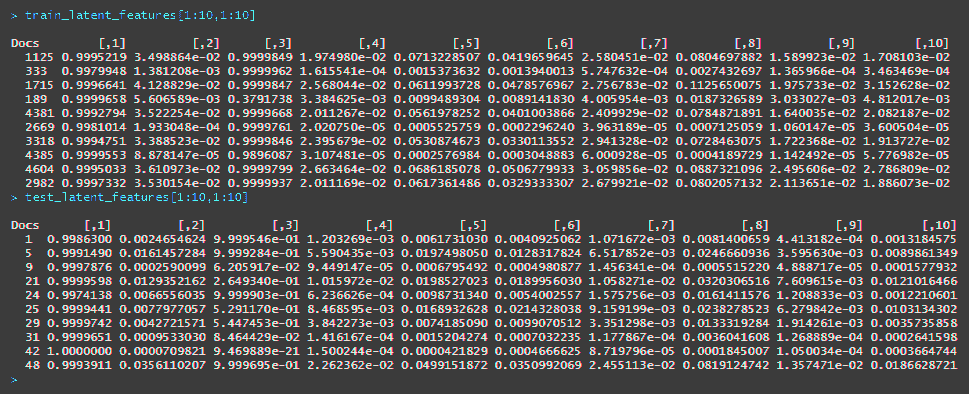 > train_latent_features[1:10,1:10]
Docs [,1] [,2] [,3] [,4] [,5] [,6] [,7] [,8] [,9] [,10]
1125 0.9995219 3.498864e-02 0.9999849 1.974980e-02 0.0713228507 0.0419659645 2.580451e-02 0.0804697882 1.589923e-02 1.708103e-02
333 0.9979948 1.381208e-03 0.9999962 1.615541e-04 0.0015373632 0.0013940013 5.747632e-04 0.0027432697 1.365966e-04 3.463469e-04
1715 0.9996641 4.128829e-02 0.9999847 2.568044e-02 0.0611993728 0.0478576967 2.756783e-02 0.1125650075 1.975733e-02 3.152628e-02
189 0.9999658 5.606589e-03 0.3791738 3.384625e-03 0.0099489304 0.0089141830 4.005954e-03 0.0187326589 3.033027e-03 4.812017e-03
4381 0.9992794 3.522254e-02 0.9999668 2.011267e-02 0.0561978252 0.0401003866 2.409929e-02 0.0784871891 1.640035e-02 2.082187e-02
2669 0.9981014 1.933048e-04 0.9999761 2.020750e-05 0.0005525759 0.0002296240 3.963189e-05 0.0007125059 1.060147e-05 3.600504e-05
3318 0.9994751 3.388523e-02 0.9999846 2.395679e-02 0.0530874673 0.0330113552 2.941328e-02 0.0728463075 1.722368e-02 1.913727e-02
4385 0.9999553 8.878147e-05 0.9896087 3.107481e-05 0.0002576984 0.0003048883 6.000928e-05 0.0004189729 1.142492e-05 5.776982e-05
4604 0.9995033 3.610973e-02 0.9999799 2.663464e-02 0.0686185078 0.0506779933 3.059856e-02 0.0887321096 2.495606e-02 2.786809e-02
2982 0.9997332 3.530154e-02 0.9999937 2.011169e-02 0.0617361486 0.0329333307 2.679921e-02 0.0802057132 2.113651e-02 1.886073e-02
> test_latent_features[1:10,1:10]
Docs [,1] [,2] [,3] [,4] [,5] [,6] [,7] [,8] [,9] [,10]
1 0.9986300 0.0024654624 9.999546e-01 1.203269e-03 0.0061731030 0.0040925062 1.071672e-03 0.0081400659 4.413182e-04 0.0013184575
5 0.9991490 0.0161457284 9.999284e-01 5.590435e-03 0.0197498050 0.0128317824 6.517852e-03 0.0246660936 3.595630e-03 0.0089861349
9 0.9997876 0.0002590099 6.205917e-02 9.449147e-05 0.0006795492 0.0004980877 1.456341e-04 0.0005515220 4.888717e-05 0.0001577932
21 0.9999598 0.0129352162 2.649340e-01 1.015972e-02 0.0198527023 0.0189956030 1.058271e-02 0.0320306516 7.609615e-03 0.0121016466
24 0.9974138 0.0066556035 9.999903e-01 6.236626e-04 0.0098731340 0.0054002557 1.575756e-03 0.0161411576 1.208833e-03 0.0012210601
25 0.9999441 0.0077977057 5.291170e-01 8.468595e-03 0.0168932628 0.0214328038 9.159199e-03 0.0238278523 6.279842e-03 0.0103134302
29 0.9999742 0.0042721571 5.447453e-01 3.842273e-03 0.0074185090 0.0099070512 3.351298e-03 0.0133319284 1.914261e-03 0.0035735858
31 0.9999651 0.0009533030 8.464429e-02 1.416167e-04 0.0015204274 0.0007032235 1.177867e-04 0.0036041608 1.268889e-04 0.0002641598
42 1.0000000 0.0000709821 9.469889e-21 1.500244e-04 0.0000421829 0.0004666625 8.719796e-05 0.0001845007 1.050034e-04 0.0003664744
48 0.9993911 0.0356110207 9.999695e-01 2.262362e-02 0.0499151872 0.0350992069 2.455113e-02 0.0819124742 1.357471e-02 0.0186628721
>